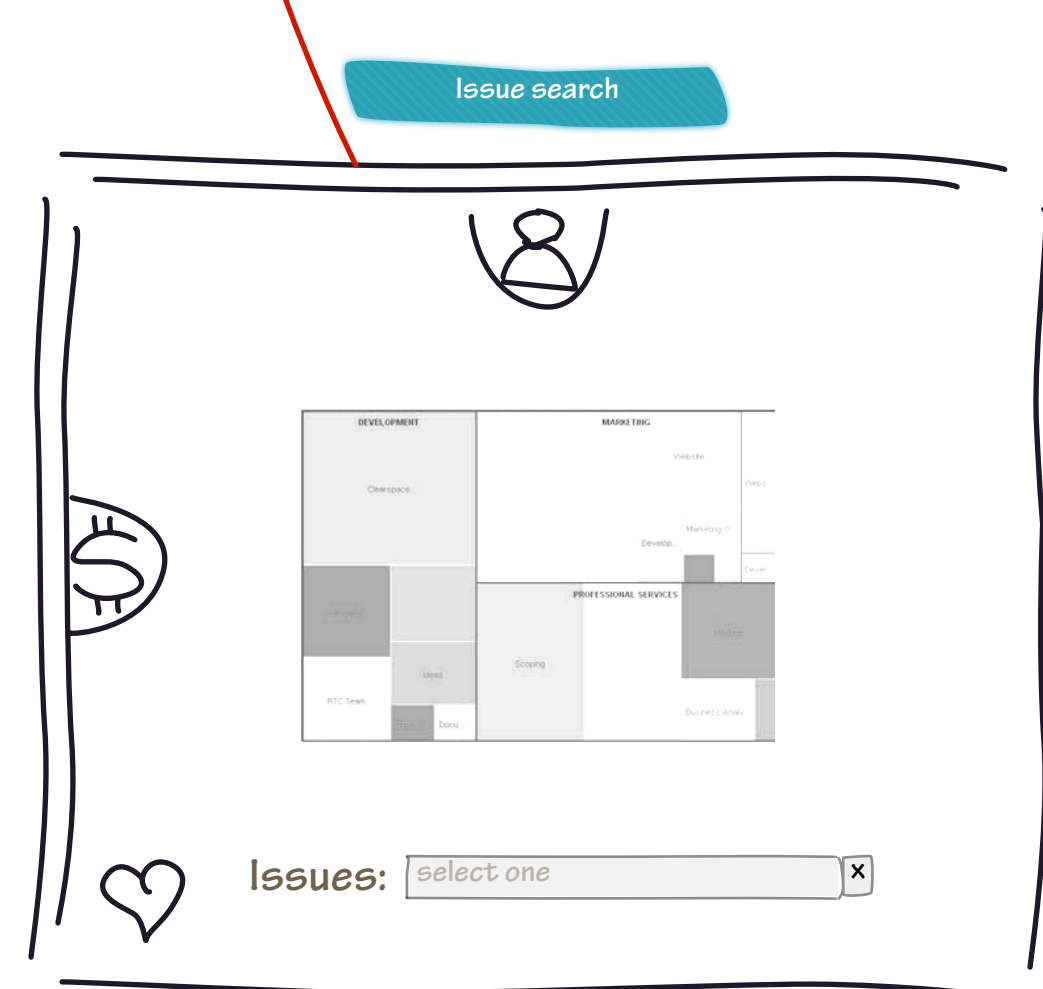 Issue search
DEVELOPMENT
MARKETING
Website
Clearspace
Webs
Marketing
Develop...
Devel
PROFESSIONAL SERVICES
Scoping
Ideas
RTC Team
Business Analy
Docu
Issues:
select one
x